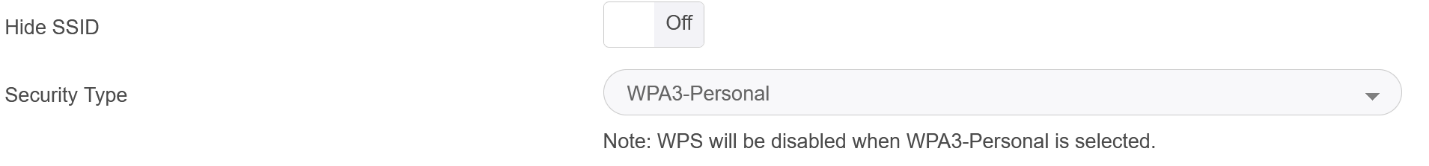 Hide SSID
Off
Security Type
WPA3-Personal
Note: WPS will be disabled when WPA3-Personal is selected.